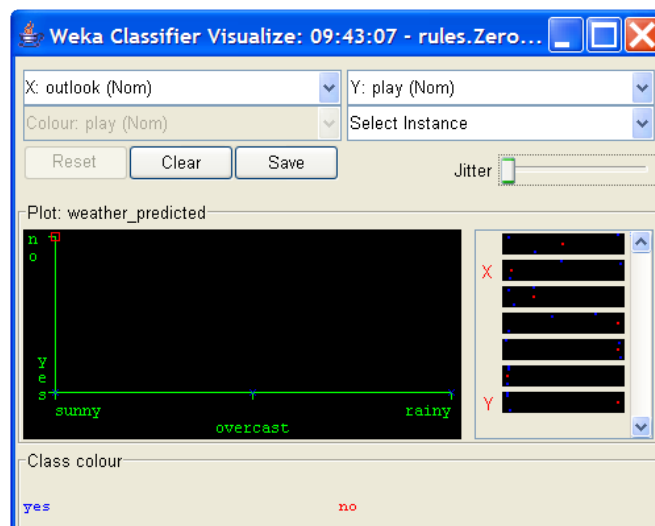 Weka Classifier Visualize: 09:43:07 - rules.Zero...
X: outlook (Nom)
Y: play (Nom)
Colour: play (Nom)
Select Instance
Reset
Clear
Save
Jitter
Plot: weather_predicted
no
X
yes
Y
sunny
overcast
rainy
Class colour
yes
no